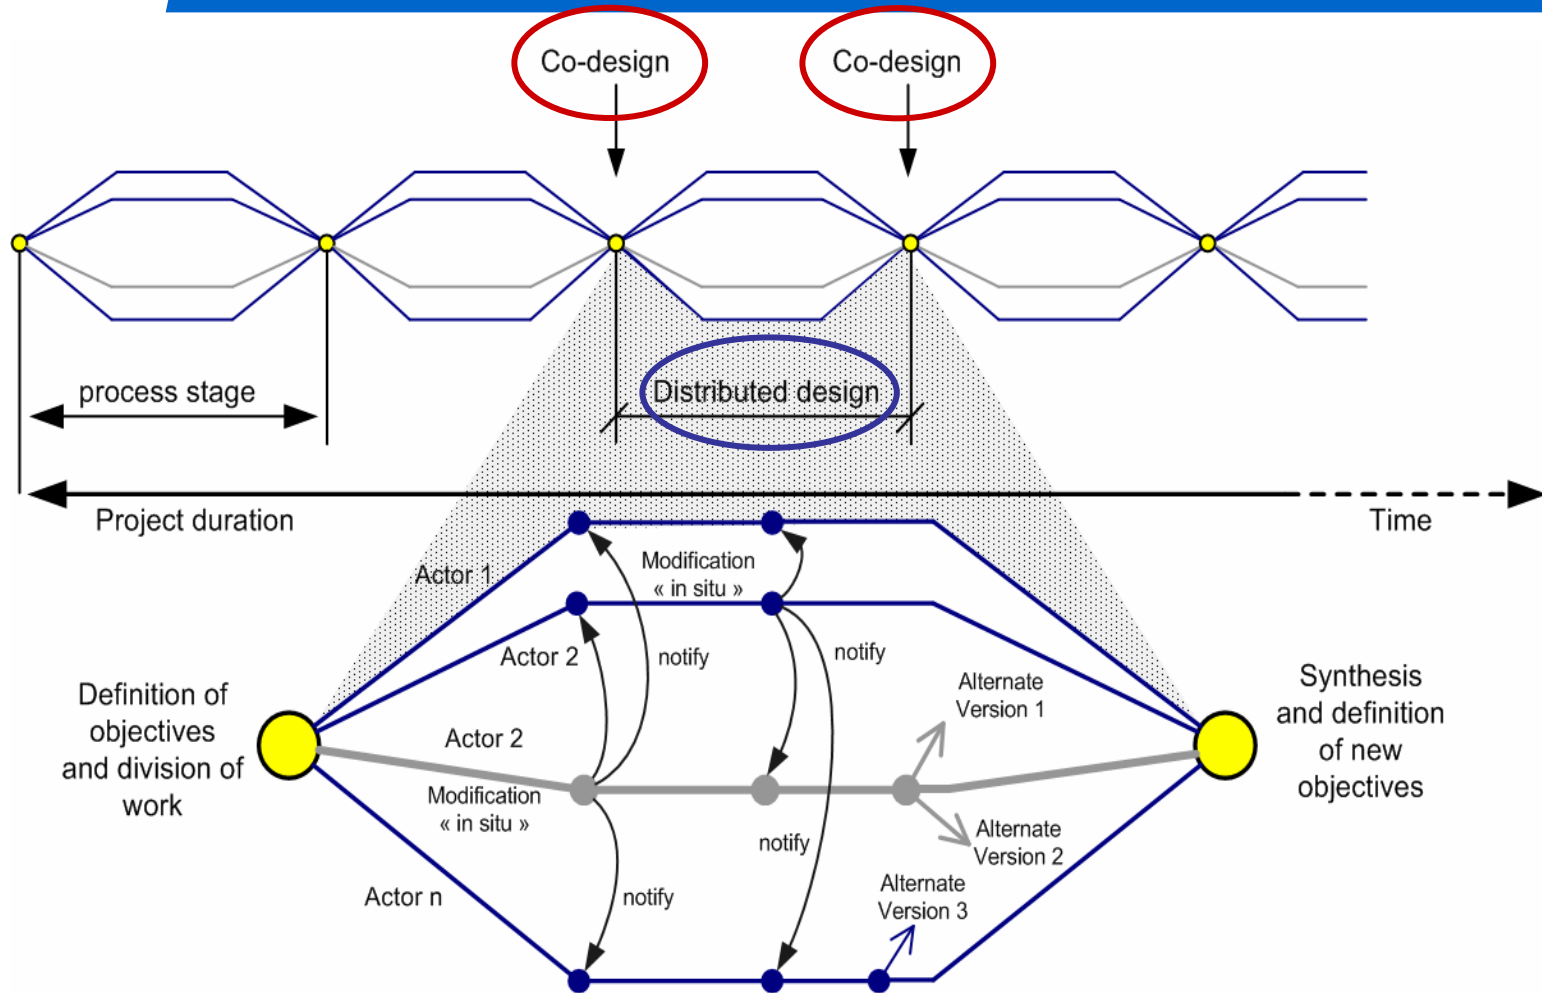 Co-design
Co-design
process stage
Distributed design
Project duration
Time
Actor 1
Modification
« in situ »
Actor 2
notify
notify
Definition of
objectives
and division of
work
Actor 2
Modification
« in situ »
Alternate
Version 1
Synthesis
and definition
of new
objectives
Alternate
Version 2
notify
Actor n
notify
Alternate
Version 3